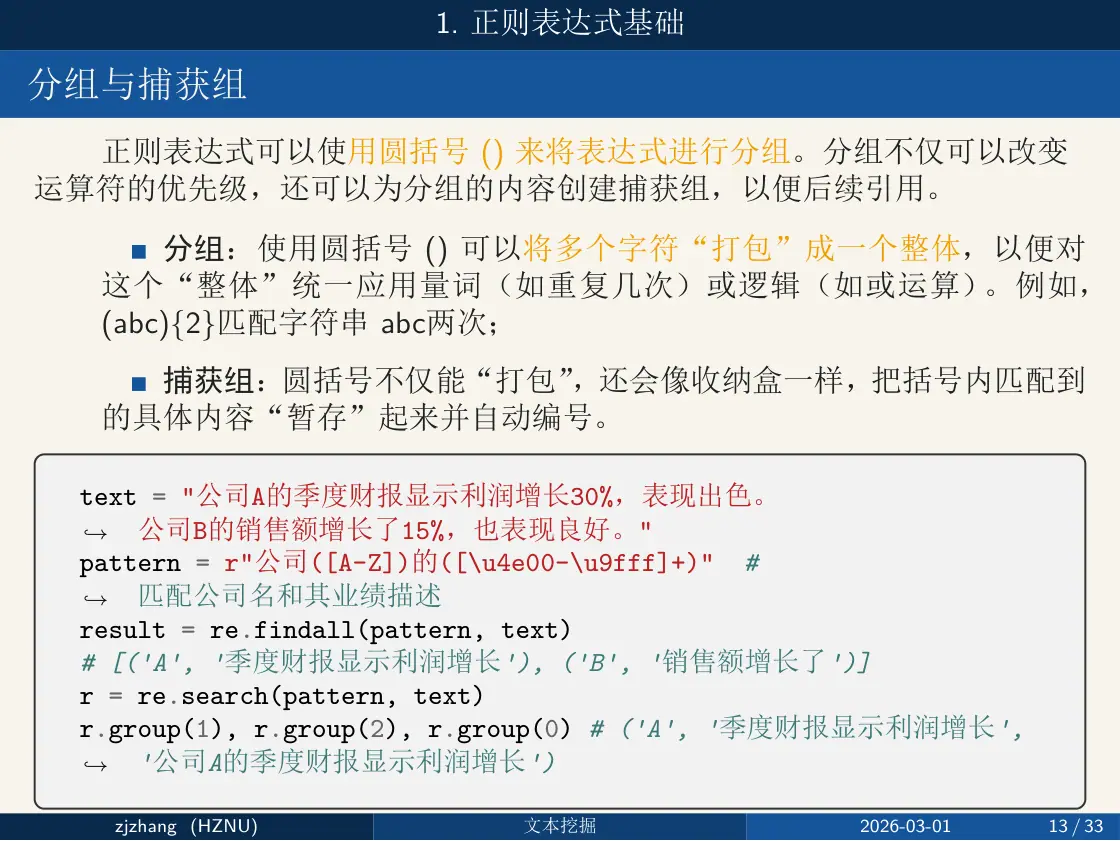 1. 正则表达式基础
分组与捕获组
正则表达式可以使用圆括号 () 来将表达式进行分组。分组不仅可以改变
运算符的优先级，还可以为分组的内容创建捕获组，以便后续引用。
■ 分组：使用圆括号 () 可以将多个字符“打包”成一个整体，以便对
这个“整体”统一应用量词（如重复几次）或逻辑（如或运算）。例如，
(abc){2}匹配字符串 abc两次；
■ 捕获组：圆括号不仅能“打包”，还会像收纳盒一样，把括号内匹配到
的具体内容“暂存”起来并自动编号。
text = "公司A的季度财报显示利润增长30%，表现出色。
↪ 公司B的销售额增长了15%，也表现良好。"
pattern = r"公司([A-Z])的([\u4e00-\u9fff]+)" #
↪ 匹配公司名和其业绩描述
result = re.findall(pattern, text)
# [('A', '季度财报显示利润增长'), ('B', '销售额增长了')]
r = re.search(pattern, text)
r.group(1), r.group(2), r.group(0) # ('A', '季度财报显示利润增长',
↪ '公司A的季度财报显示利润增长')
zjzhang (HZNU) 文本挖掘 2026-03-01 13 / 33